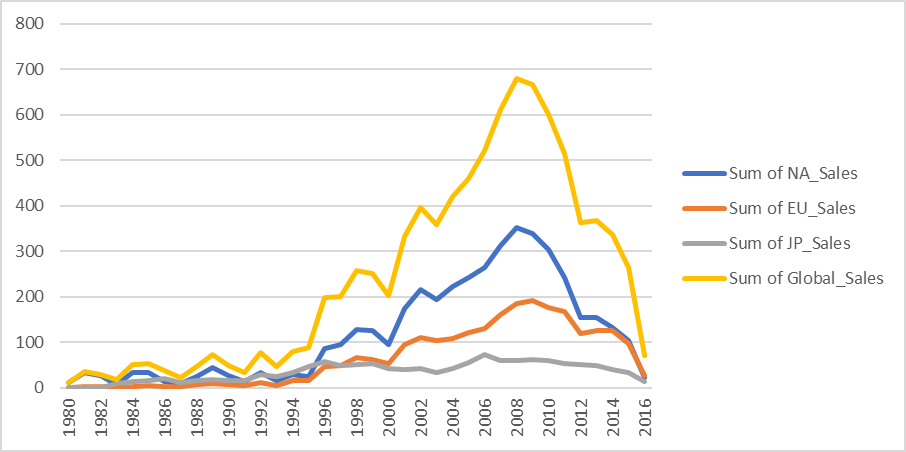 800
700
600
500
400
300
200
100
0
1980 1982 1984 1986 1988 1990 1992 1994 1996 1998 2000 2002 2004 2006 2008 2010 2012 2014 2016
Sum of NA_Sales
Sum of EU_Sales
Sum of JP_Sales
Sum of Global_Sales